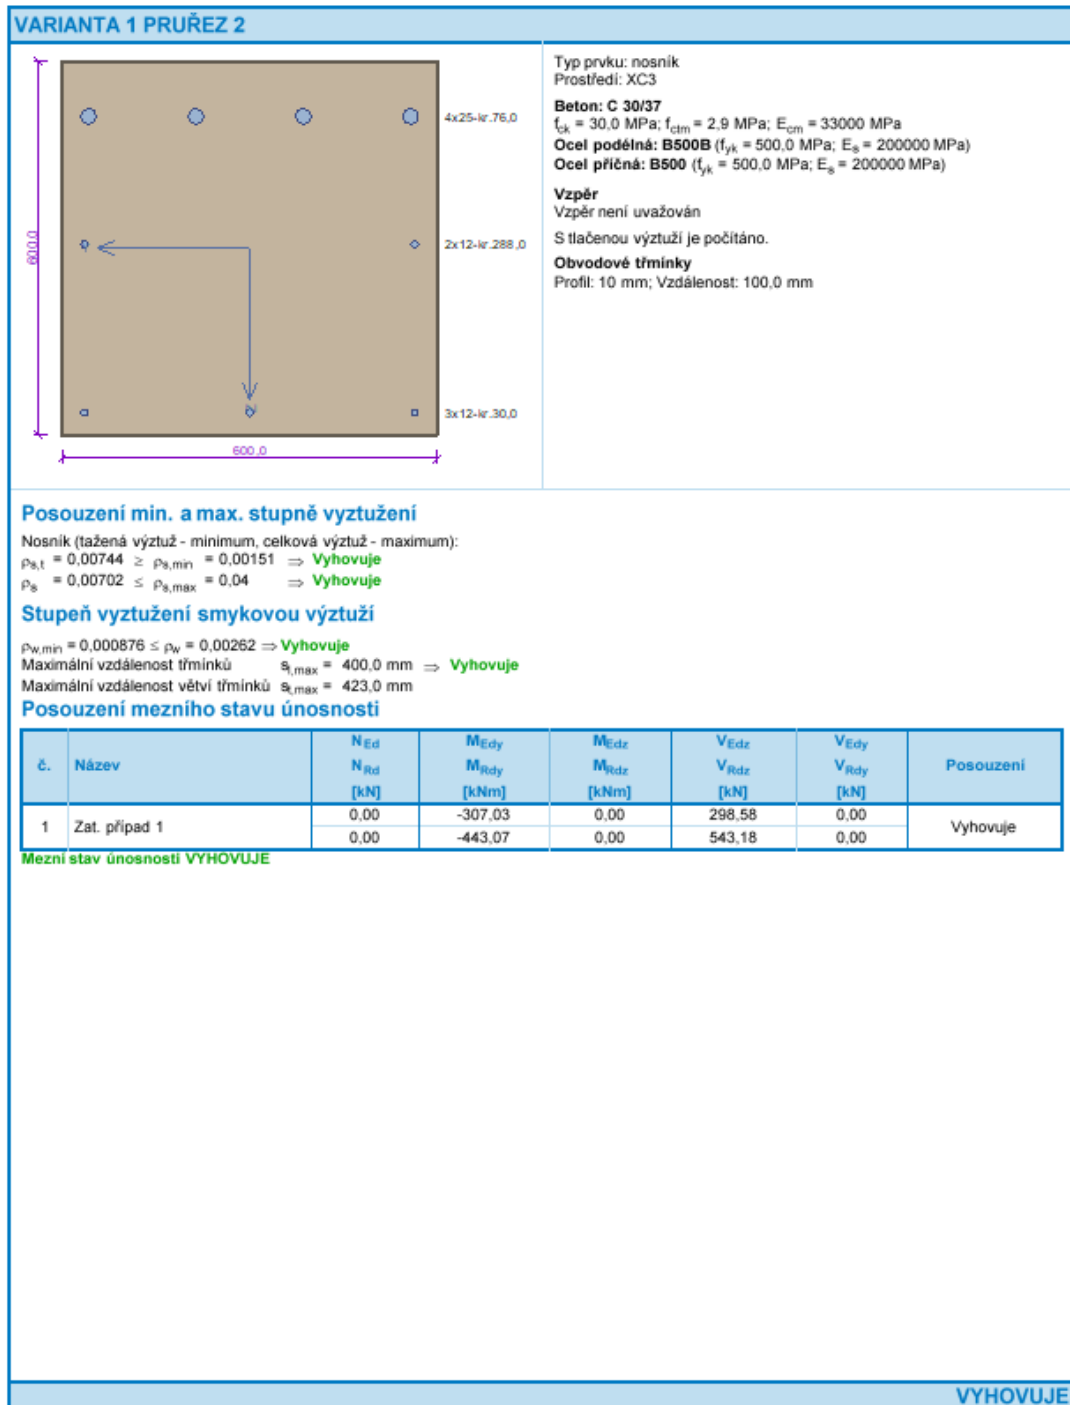 VARIANTA 1 PRUŘEZ 2
4x25-kr.76,0
2x12-kr.288,0
3x12-kr.30,0
600,0
600,0
Typ prvku: nosník
Prostředí: XC3
Beton: C 30/37
fck = 30,0 MPa; fctm = 2,9 MPa; Ecm = 33000 MPa
Ocel podélná: B500B (fyk = 500,0 MPa; Es = 200000 MPa)
Ocel příčná: B500 (fyk = 500,0 MPa; Es = 200000 MPa)
Vzpěr
Vzpěr není uvažován
S tlačenou výztuží je počítáno.
Obvodové třmínky
Profil: 10 mm; Vzdálenost: 100,0 mm
Posouzení min. a max. stupně vyztužení
Nosník (tažená výztuž - minimum, celková výztuž - maximum):
ρs,t = 0,00744 ≥ ρs,min = 0,00151 ⇒ Vyhovuje
ρs = 0,00702 ≤ ρs,max = 0,04 ⇒ Vyhovuje
Stupeň vyztužení smykovou výztuží
ρw,min = 0,000876 ≤ ρw = 0,00262 ⇒ Vyhovuje
Maximální vzdálenost třmínků sl,max = 400,0 mm ⇒ Vyhovuje
Maximální vzdálenost větví třmínků st,max = 423,0 mm
Posouzení mezního stavu únosnosti
č. Název NEd MEdy MEdz VEdz VEdy Posouzení
NRd MRdy MRdz VRdz VRdy
[kN] [kNm] [kNm] [kN] [kN]
1 Zat. případ 1 0,00 -307,03 0,00 298,58 0,00 Vyhovuje
0,00 -443,07 0,00 543,18 0,00
Mezní stav únosnosti VYHOVUJE
VYHOVUJE